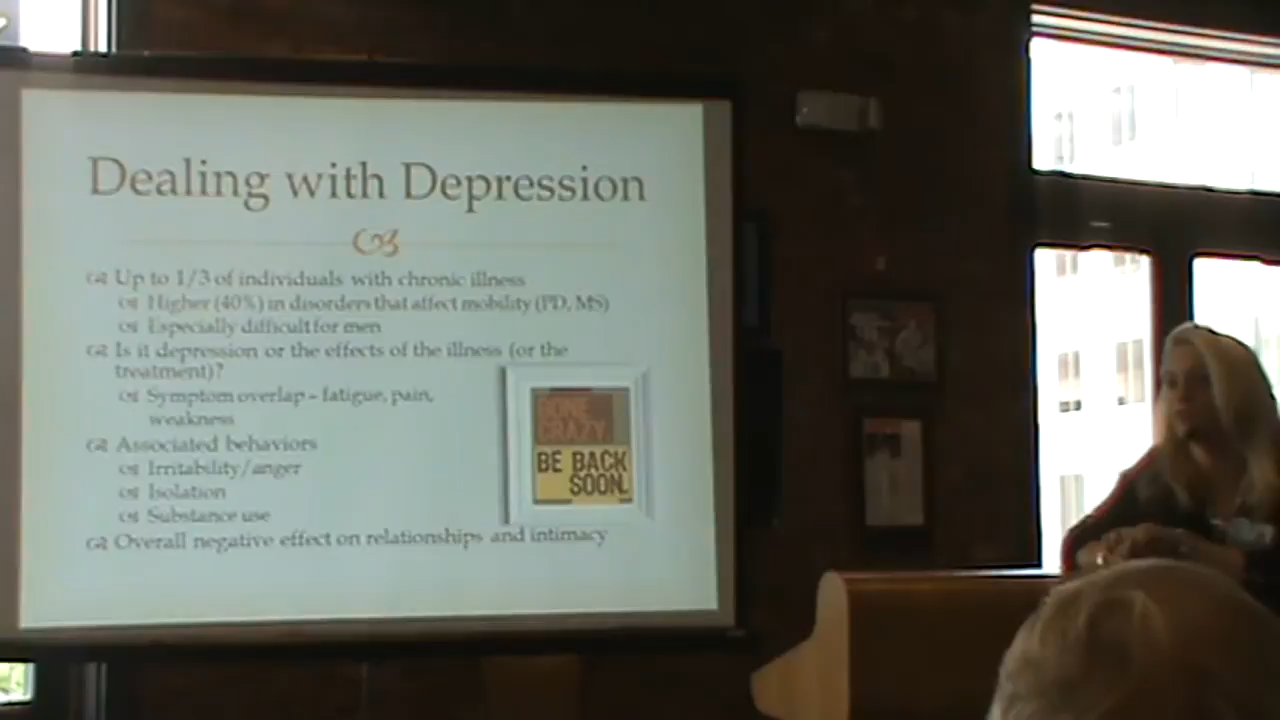 Dealing with Depression
Up to 1/3 of individuals with chronic illness
Higher (40%) in disorders that affect mobility (PD, MS)
Especially difficult for men
Is it depression or the effects of the illness (or the
treatment)?
Symptom overlap – fatigue, pain,
weakness
GONE
CRAZY
BE BACK
SOON.
Associated behaviors
Irritability/anger
Isolation
Substance use
Overall negative effect on relationships and intimacy